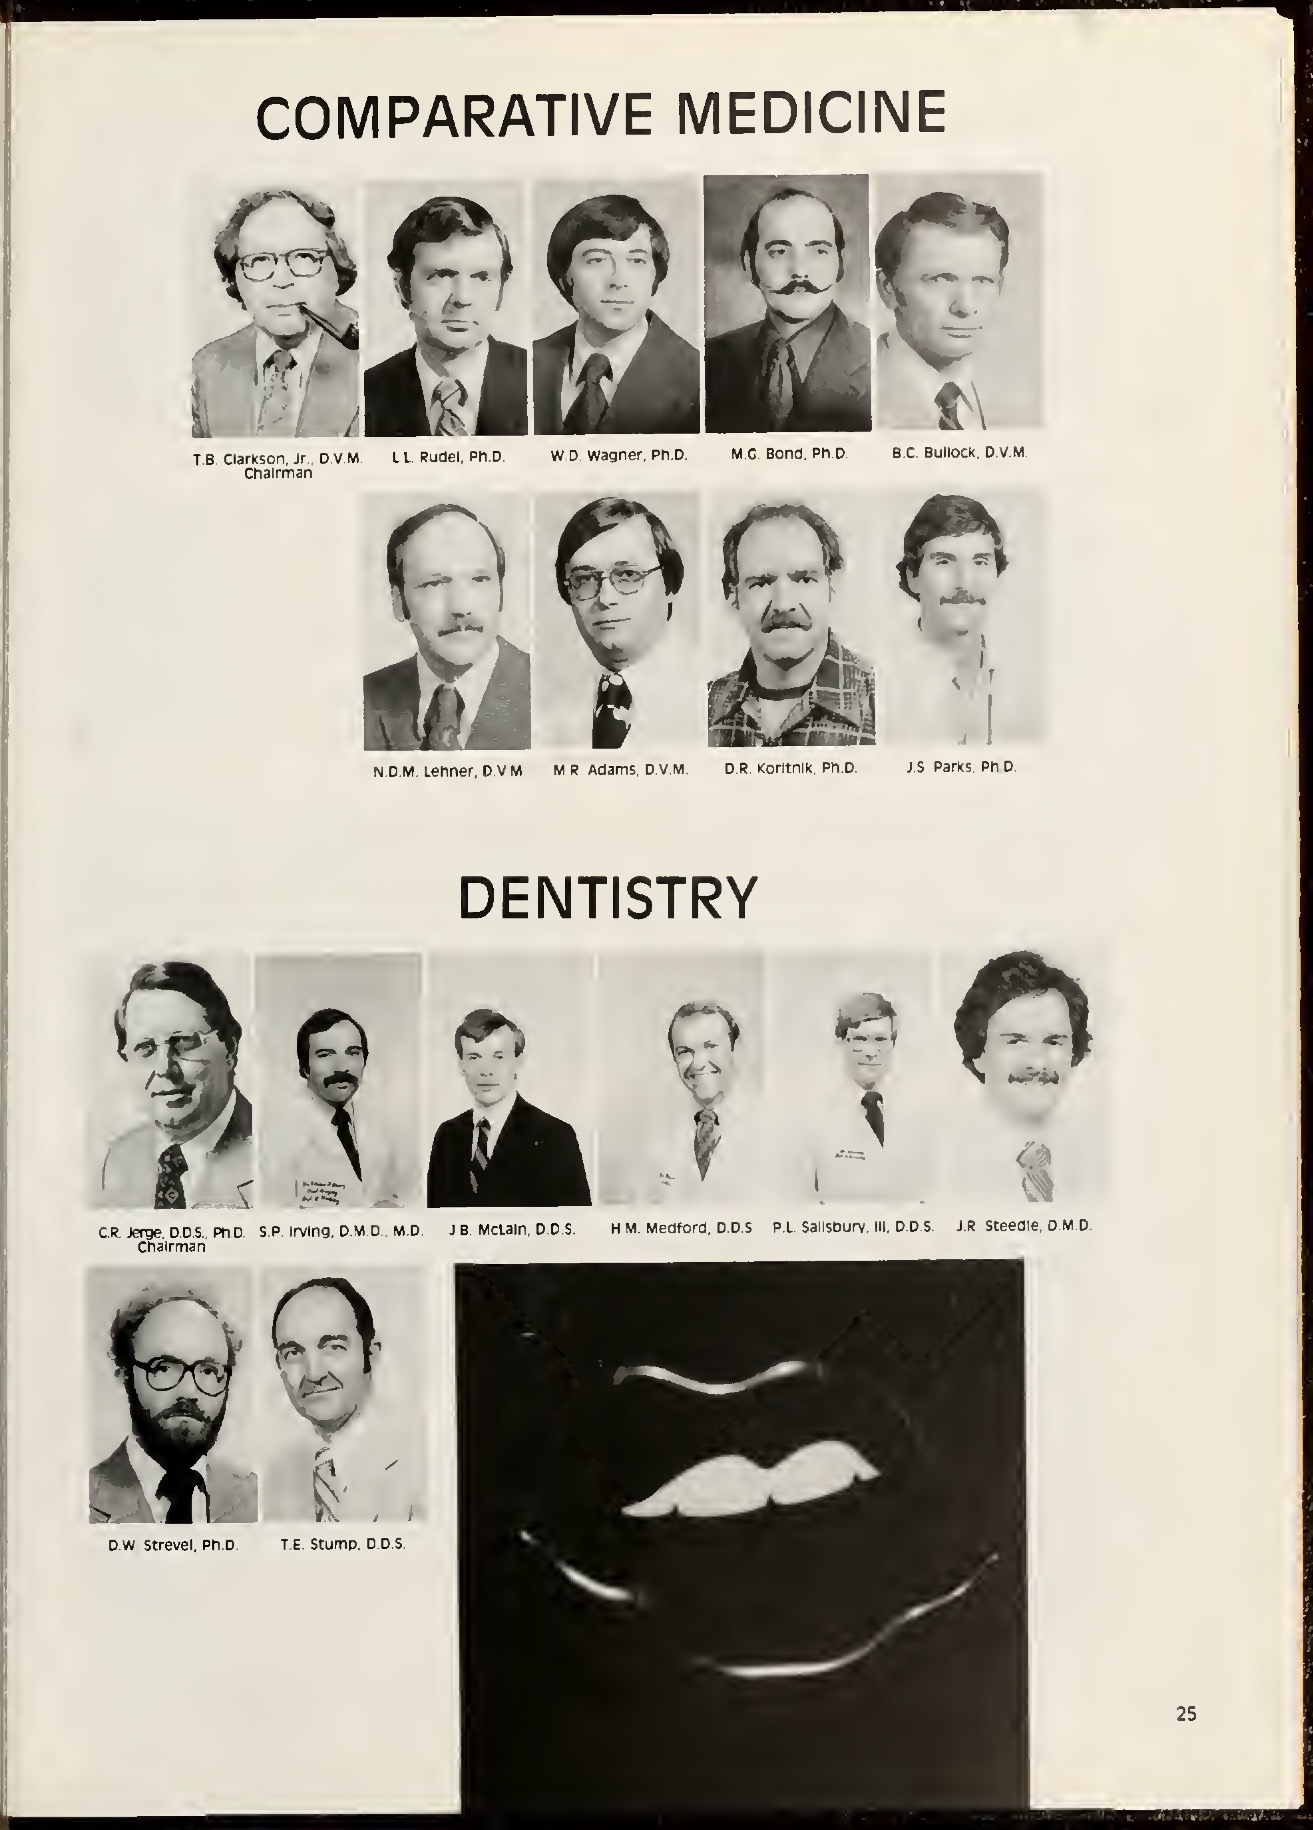 COMPARATIVE MEDICINE
T.B. Clarkson, Jr., D.V.M.
Chairman
L.L. Rudel, Ph.D.
W.D. Wagner, Ph.D.
M.G. Bond, Ph.D.
B.C. Bullock, D.V.M.
N.D.M. Lehner, D.V.M
M.R. Adams, D.V.M.
D.R. Koritnik, Ph.D.
J.S. Parks, Ph.D.
DENTISTRY
C.R. Jerge, D.D.S., Ph.D.
Chairman
S.P. Irving, D.M.D., M.D.
J.B. McLain, D.D.S.
H.M. Medford, D.D.S
P.L. Salisbury, III, D.D.S.
J.R. Steedle, D.M.D.
D.W. Strevel, Ph.D.
T.E. Stump, D.D.S.
25